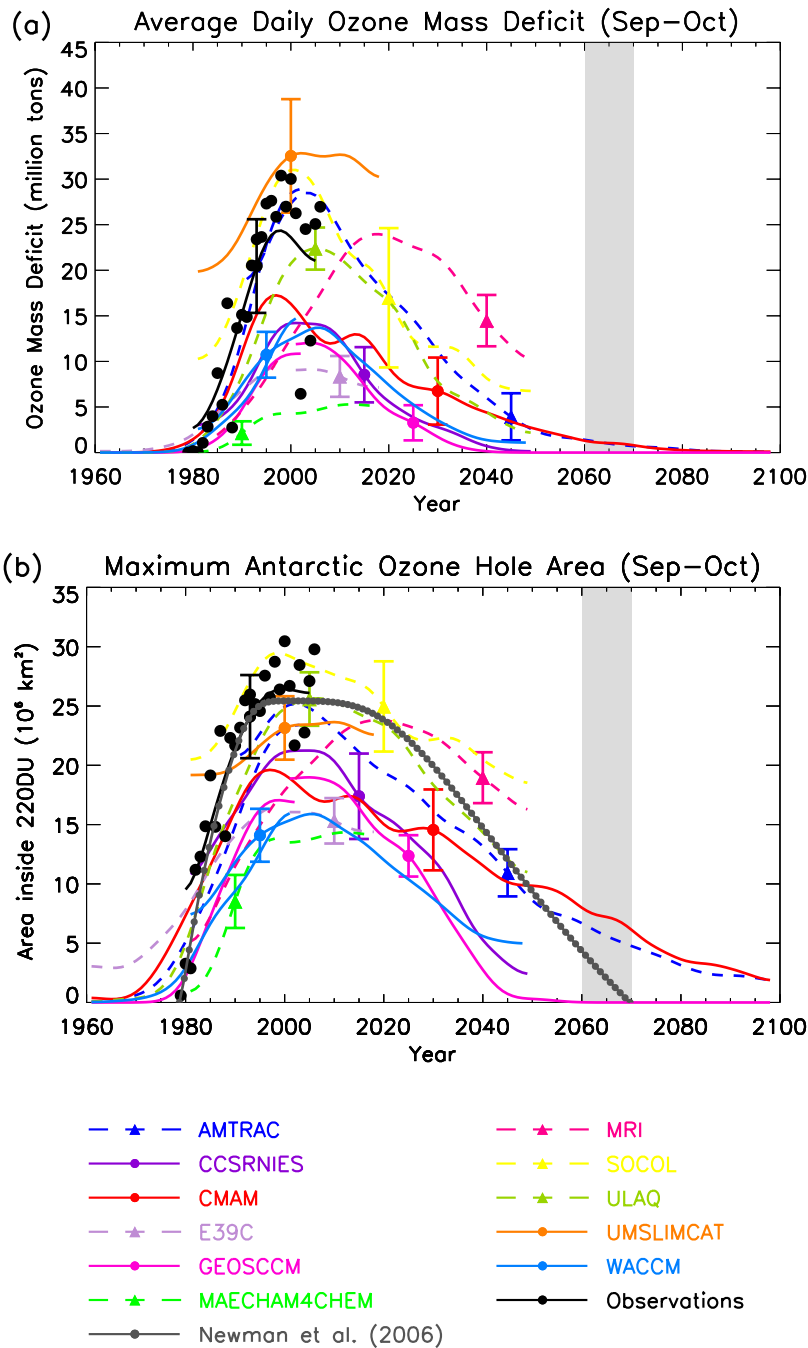 (a) Average Daily Ozone Mass Deficit (Sep-Oct)
Ozone Mass Deficit (million tons)
45
40
35
30
25
20
15
10
5
0
1960 1980 2000 2020 2040 2060 2080 2100
Year
(b) Maximum Antarctic Ozone Hole Area (Sep-Oct)
Area inside 220DU (10⁶ km²)
35
30
25
20
15
10
5
0
1960 1980 2000 2020 2040 2060 2080 2100
Year
AMTRAC MRI
CCSRNIES SOCOL
CMAM ULAQ
E39C UMSLIMCAT
GEOSCCM WACCM
MAECHAM4CHEM Observations
Newman et al. (2006)